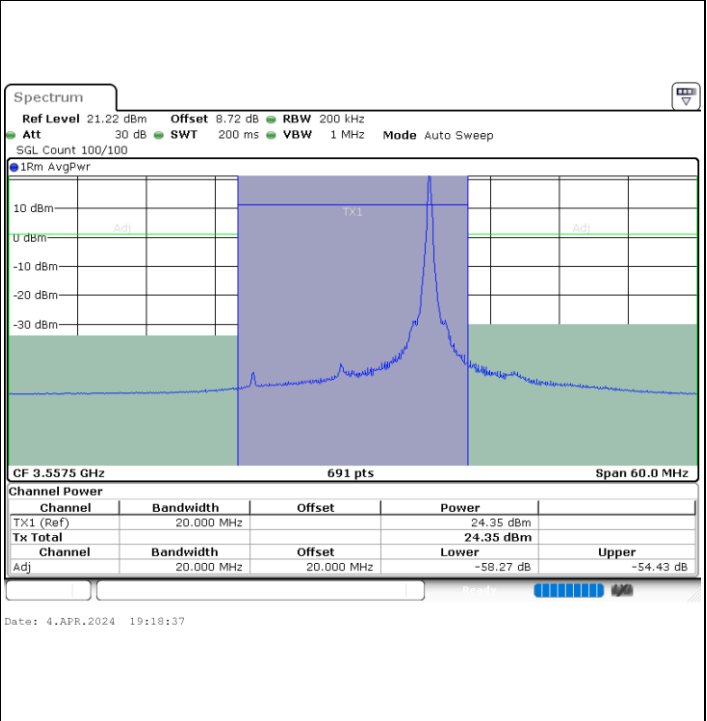 Spectrum
Ref Level 21.22 dBm Offset 8.72 dB RBW 200 kHz
Att 30 dB SWT 200 ms VBW 1 MHz Mode Auto Sweep
SGL Count 100/100
1Rm AvgPwr
10 dBm
TX1
Adj
Adj
0 dBm
-10 dBm
-20 dBm
-30 dBm
CF 3.5575 GHz 691 pts Span 60.0 MHz
Channel Power
Channel Bandwidth Offset Power
TX1 (Ref) 20.000 MHz 24.35 dBm
Tx Total 24.35 dBm
Channel Bandwidth Offset Lower Upper
Adj 20.000 MHz 20.000 MHz -58.27 dB -54.43 dB
Ready
Date: 4.APR.2024 19:18:37